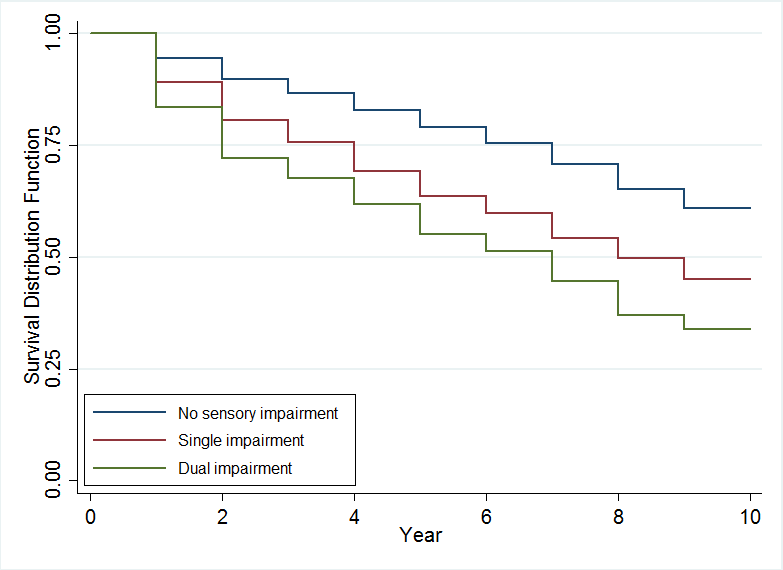 1.00
0.75
0.50
0.25
0.00
Survival Distribution Function
No sensory impairment
Single impairment
Dual impairment
0 2 4 6 8 10
Year